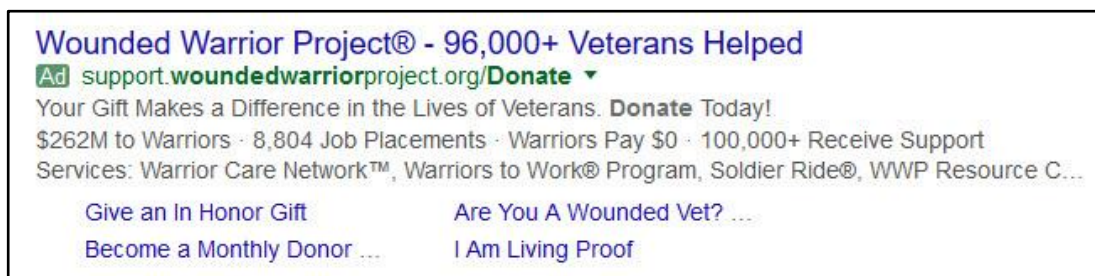 Wounded Warrior Project® - 96,000+ Veterans Helped
Ad support.woundedwarriorproject.org/Donate ▼
Your Gift Makes a Difference in the Lives of Veterans. Donate Today!
$262M to Warriors · 8,804 Job Placements · Warriors Pay $0 · 100,000+ Receive Support
Services: Warrior Care Network™, Warriors to Work® Program, Soldier Ride®, WWP Resource C...
Give an In Honor Gift Are You A Wounded Vet? ...
Become a Monthly Donor ... I Am Living Proof